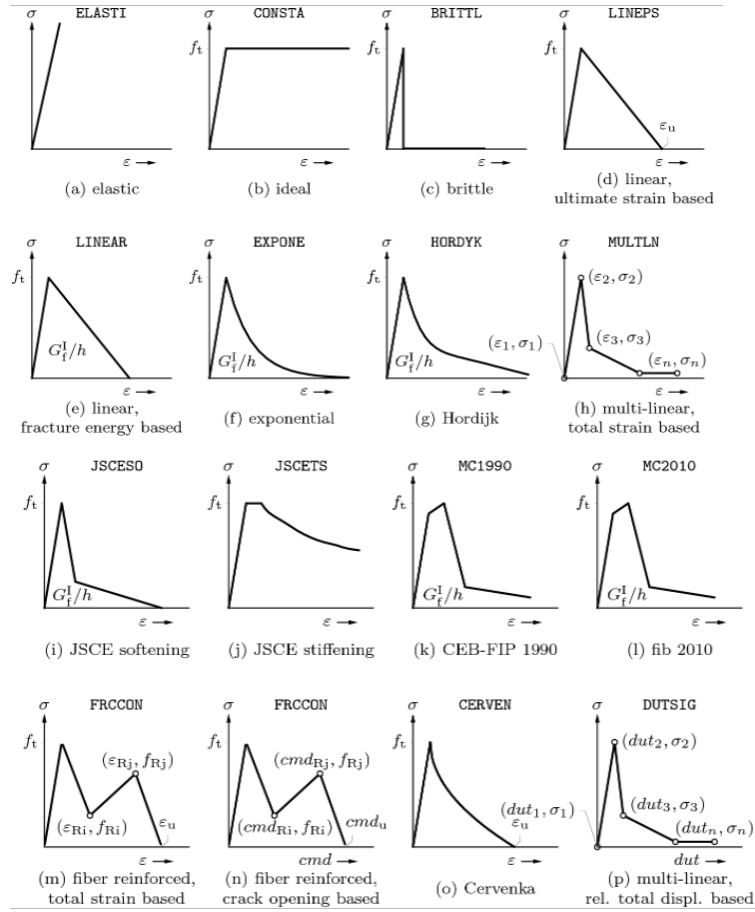 σ ELASTI
ε
(a) elastic
σ CONSTA
f_t
ε
(b) ideal
σ BRITTL
f_t
ε
(c) brittle
σ LINEPS
f_t
ε_u
ε
(d) linear,
ultimate strain based
σ LINEAR
f_t
G_f^I/h
ε
(e) linear,
fracture energy based
σ EXPONE
f_t
G_f^I/h
ε
(f) exponential
σ HORDYK
f_t
G_f^I/h
ε
(g) Hordijk
σ MULTLN
(ε_2, σ_2)
(ε_1, σ_1)
(ε_3, σ_3)
(ε_n, σ_n)
ε
(h) multi-linear,
total strain based
σ JSCESO
f_t
G_f^I/h
ε
(i) JSCE softening
σ JSCETS
f_t
ε
(j) JSCE stiffening
σ MC1990
f_t
G_f^I/h
ε
(k) CEB-FIP 1990
σ MC2010
f_t
G_f^I/h
ε
(l) fib 2010
σ FRCCON
f_t
(ε_Rj, f_Rj)
(ε_Ri, f_Ri)
ε_u
ε
(m) fiber reinforced,
total strain based
σ FRCCON
f_t
(cmd_Rj, f_Rj)
(cmd_Ri, f_Ri)
cmd_u
cmd
(n) fiber reinforced,
crack opening based
σ CERVEN
f_t
ε_u
ε
(o) Cervenka
σ DUTSIG
(dut_2, σ_2)
(dut_1, σ_1)
(dut_3, σ_3)
(dut_n, σ_n)
dut
(p) multi-linear,
rel. total displ. based